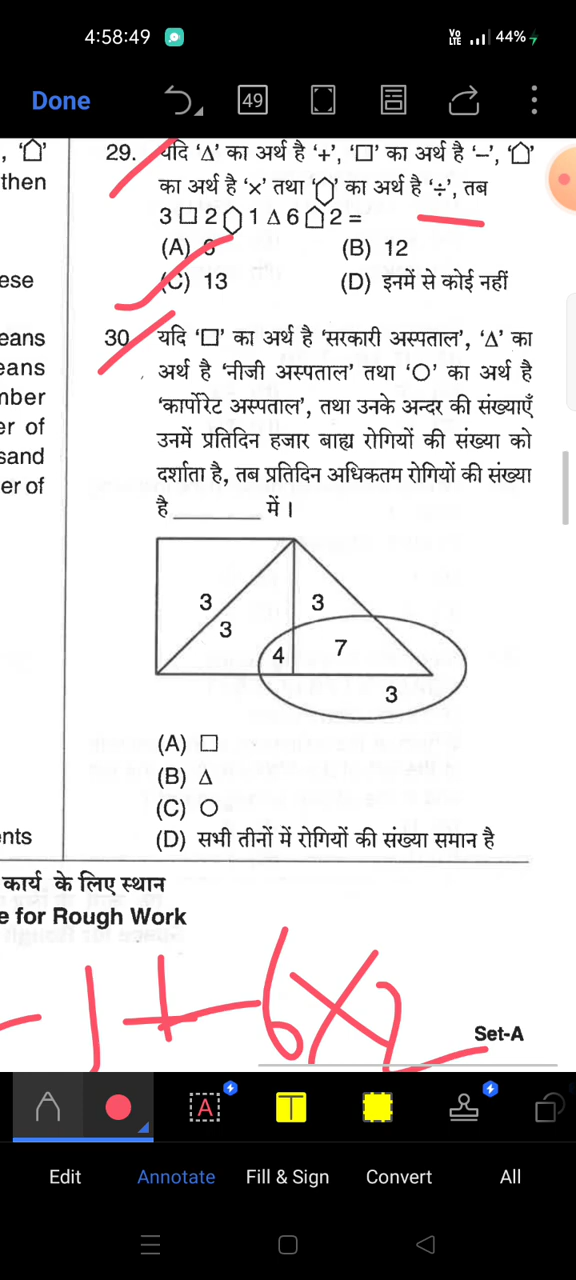 4:58:49
Vo LTE 44%
Done
49
, ‘⌂’
then
ese
eans
eans
mber
er of
sand
er of
ents
29. यदि ‘Δ’ का अर्थ है ‘+’, ‘□’ का अर्थ है ‘–’, ‘⌂’
का अर्थ है ‘×’ तथा ‘⬡’ का अर्थ है ‘÷’, तब
3 □ 2 ⬡ 1 Δ 6 ⌂ 2 =
(A) 6 (B) 12
(C) 13 (D) इनमें से कोई नहीं
30 यदि ‘□’ का अर्थ है ‘सरकारी अस्पताल’, ‘Δ’ का
अर्थ है ‘नीजी अस्पताल’ तथा ‘O’ का अर्थ है
‘कार्पोरेट अस्पताल’, तथा उनके अन्दर की संख्याएँ
उनमें प्रतिदिन हजार बाह्य रोगियों की संख्या को
दर्शाता है, तब प्रतिदिन अधिकतम रोगियों की संख्या
है ______ में ।
3 3
3
4 7
3
(A) □
(B) Δ
(C) O
(D) सभी तीनों में रोगियों की संख्या समान है
कार्य के लिए स्थान
e for Rough Work
- 1 + 6 × 2
Set-A
A T
Edit Annotate Fill & Sign Convert All